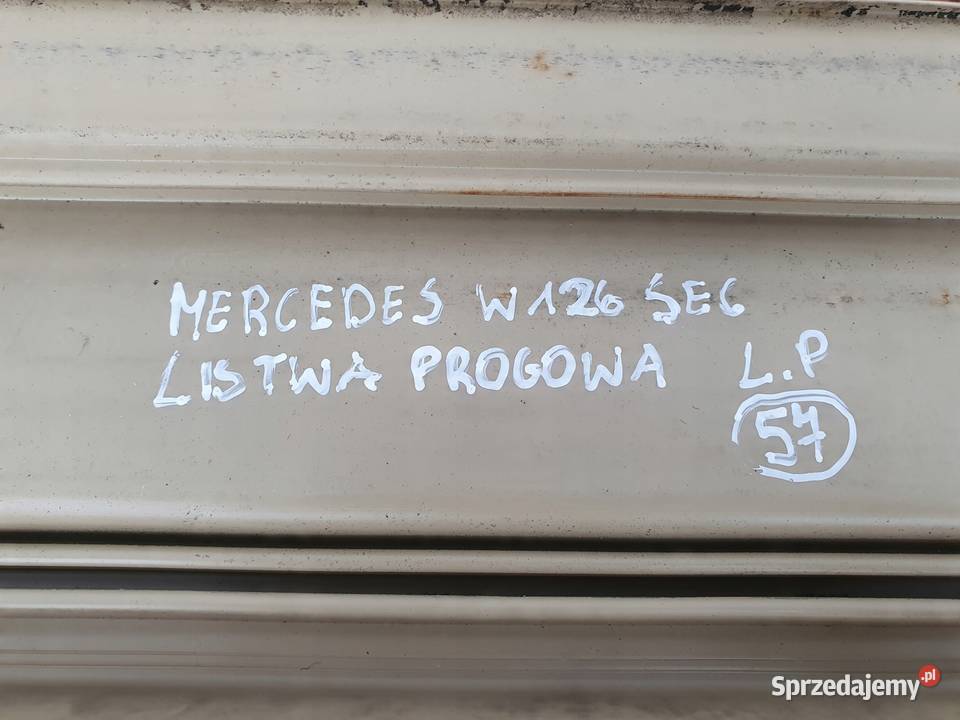 MERCEDES W126 SEC
LISTWA PROGOWA L.P
57
Sprzedajemy.pl